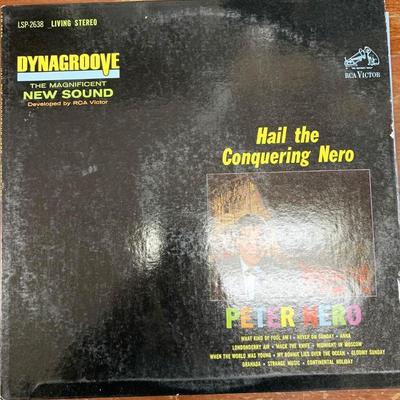 LSP-2638 LIVING STEREO
DYNAGROOVE
THE MAGNIFICENT
NEW SOUND
Developed by RCA Victor
RCA VICTOR
Hail the
Conquering Nero
PETER NERO
WHAT KIND OF FOOL AM I • NEVER ON SUNDAY • ANNA
LONDONDERRY AIR • MACK THE KNIFE • MIDNIGHT IN MOSCOW
WHEN THE WORLD WAS YOUNG • MY BONNIE LIES OVER THE OCEAN • GLOOMY SUNDAY
GRANADA • STRANGE MUSIC • CONTINENTAL HOLIDAY